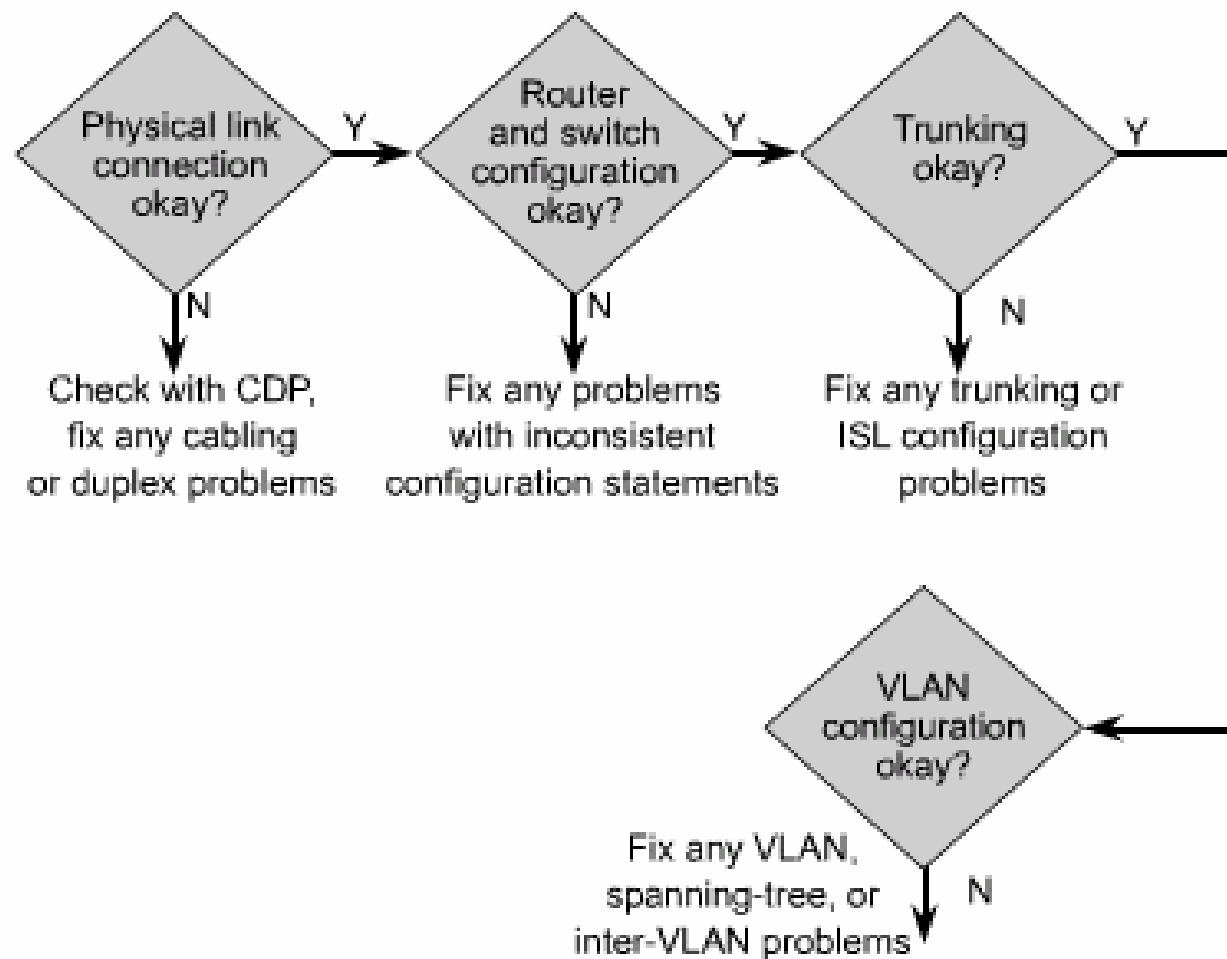 Physical link
connection
okay?
Y
N
Check with CDP,
fix any cabling
or duplex problems
Router
and switch
configuration
okay?
Y
N
Fix any problems
with inconsistent
configuration statements
Trunking
okay?
Y
N
Fix any trunking or
ISL configuration
problems
VLAN
configuration
okay?
N
Fix any VLAN,
spanning-tree, or
inter-VLAN problems